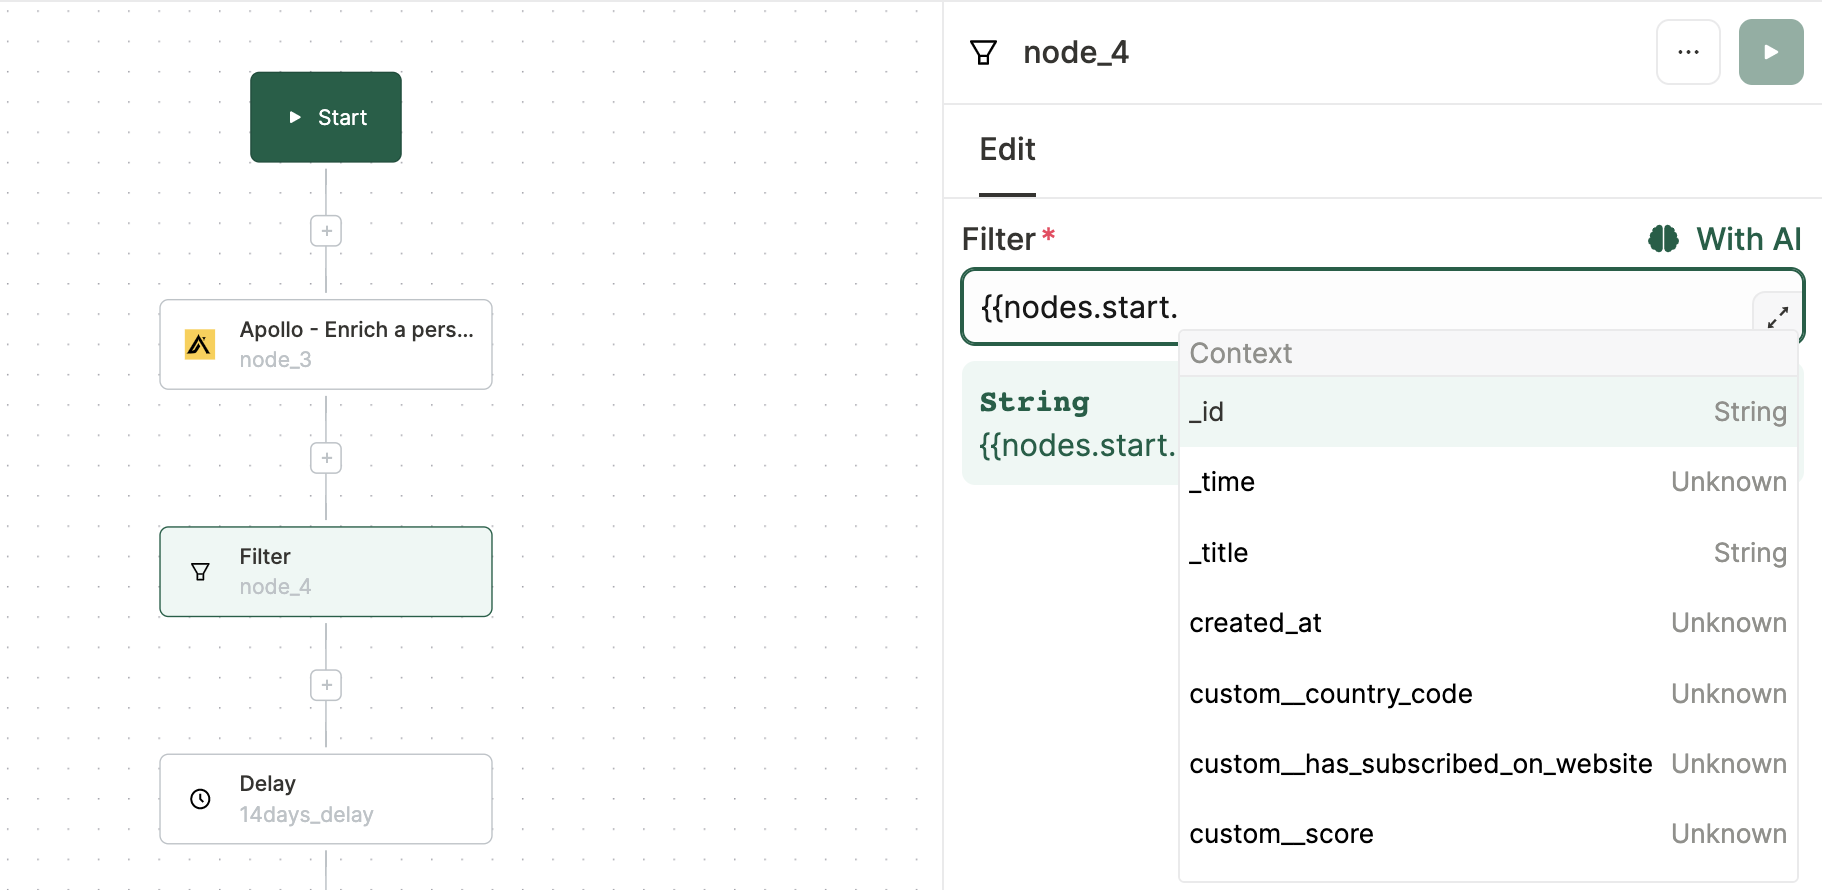 Start
Apollo - Enrich a pers...
node_3
Filter
node_4
Delay
14days_delay
node_4
Edit
Filter*
With AI
{{nodes.start.
String
{{nodes.start.
Context
_id String
_time Unknown
_title String
created_at Unknown
custom__country_code Unknown
custom__has_subscribed_on_website Unknown
custom__score Unknown